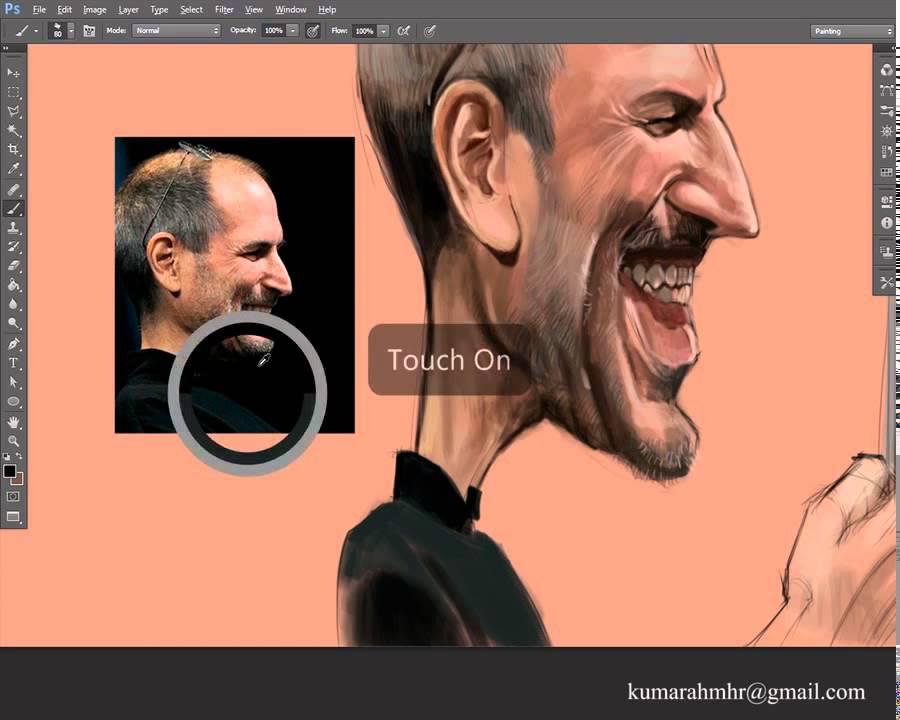 Ps File Edit Image Layer Type Select Filter View Window Help
80 Mode: Normal Opacity: 100% Flow: 100% Painting
Touch On
T
kumarahmhr@gmail.com